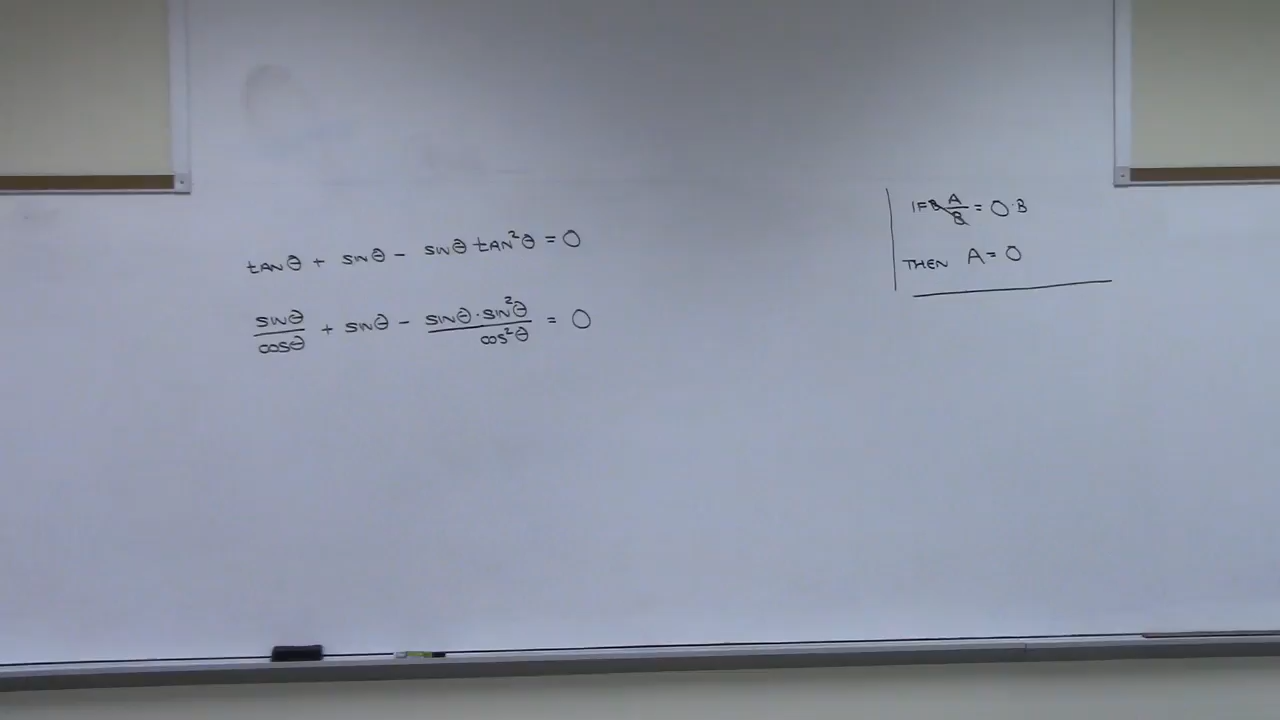 tanθ + sinθ - sinθ tan²θ = 0
sinθ/cosθ + sinθ - sinθ·sin²θ/cos²θ = 0
IF B A/B = 0·B
THEN A = 0